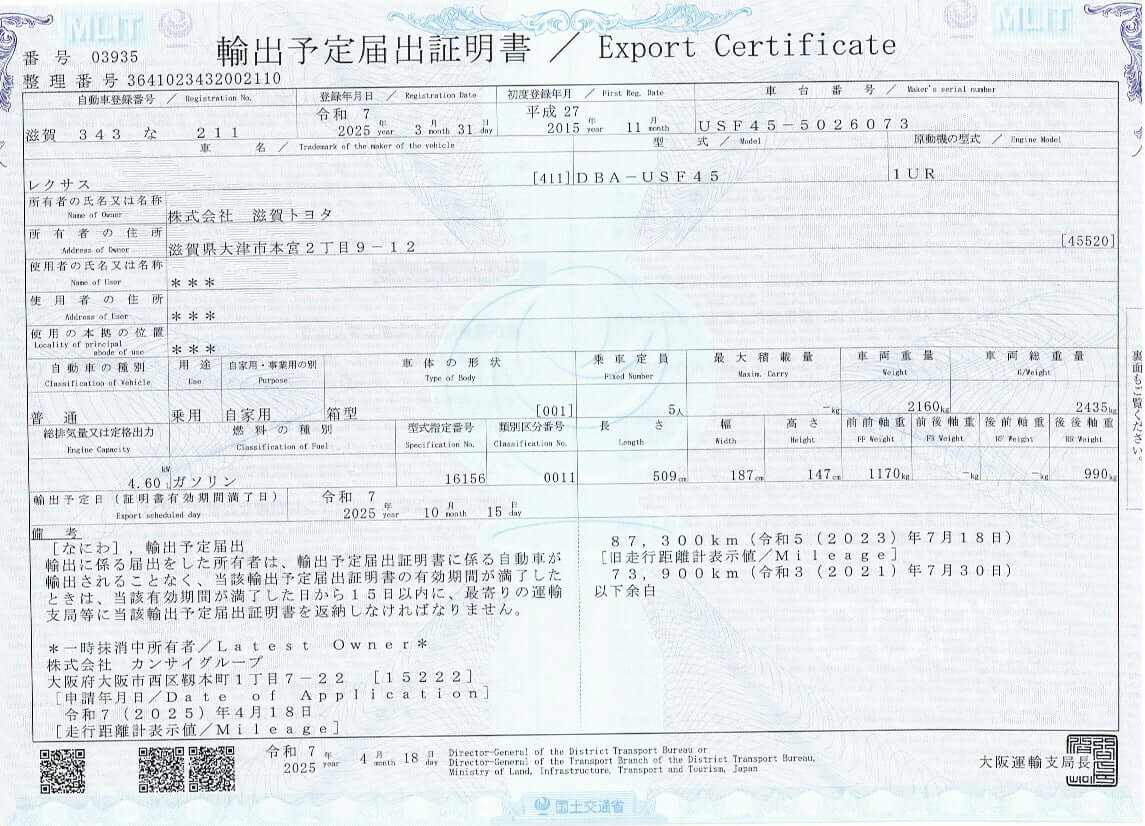 MLIT MLIT
輸出予定届出証明書 / Export Certificate
番号 03935
整理番号 3641023432002110
自動車登録番号 / Registration No. 登録年月日 / Registration Date 初度登録年月 / First Reg. Date 車台番号 / Maker's serial number
令和 7 平成 27
滋賀 343 な 211 2025 年 year 3 月 month 31 日 day 2015 年 year 11 月 month USF45-5026073
車名 / Trademark of the maker of the vehicle 型式 / Model 原動機の型式 / Engine Model
レクサス [411] DBA-USF45 1UR
所有者の氏名又は名称 Name of Owner 株式会社 滋賀トヨタ
所有者の住所 Address of Owner 滋賀県大津市本宮2丁目9-12 [45520]
使用者の氏名又は名称 Name of User ***
使用者の住所 Address of User ***
使用の本拠の位置 Locality of principal abode of use ***
自動車の種別 Classification of Vehicle 用途 Use 自家用・事業用の別 Purpose 車体の形状 Type of Body 乗車定員 Fixed Number 最大積載量 Maxim. Carry 車両重量 Weight 車両総重量 G/Weight
普通 乗用 自家用 箱型 [001] 5人 -kg 2160kg 2435kg
総排気量又は定格出力 Engine Capacity 燃料の種別 Classification of Fuel 型式指定番号 Specification No. 類別区分番号 Classification No. 長さ Length 幅 Width 高さ Height 前前軸重 FF Weight 前後軸重 FR Weight 後前軸重 RF Weight 後後軸重 RR Weight
4.60 kW L ガソリン 16156 0011 509cm 187cm 147cm 1170kg -kg -kg 990kg
輸出予定日(証明書有効期間満了日) Export scheduled day 令和 7 2025 年 year 10 月 month 15 日 day
備考
[なにわ],輸出予定届出
輸出に係る届出をした所有者は、輸出予定届出証明書に係る自動車が
輸出されることなく、当該輸出予定届出証明書の有効期間が満了した
ときは、当該有効期間が満了した日から15日以内に、最寄りの運輸
支局等に当該輸出予定届出証明書を返納しなければなりません。
*一時抹消中所有者/Latest Owner*
株式会社 カンサイグループ
大阪府大阪市西区靱本町1丁目7-22 [15222]
[申請年月日/Date of Application]
令和7(2025)年4月18日
[走行距離計表示値/Mileage]
87,300km(令和5(2023)年7月18日)
[旧走行距離計表示値/Mileage]
73,900km(令和3(2021)年7月30日)
以下余白
裏面もご覧ください。
令和 7 2025 年 year 4 月 month 18 日 day
Director-General of the District Transport Bureau or
Director-General of the Transport Branch of the District Transport Bureau,
Ministry of Land, Infrastructure, Transport and Tourism, Japan
大阪運輸支局長
国土交通省